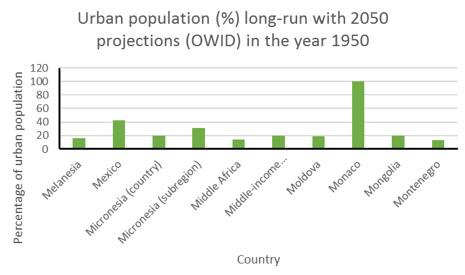 Urban population (%) long-run with 2050
projections (OWID) in the year 1950
Percentage of urban population
120
100
80
60
40
20
0
Melanesia
Mexico
Micronesia (country)
Micronesia (subregion)
Middle Africa
Middle-income...
Moldova
Monaco
Mongolia
Montenegro
Country